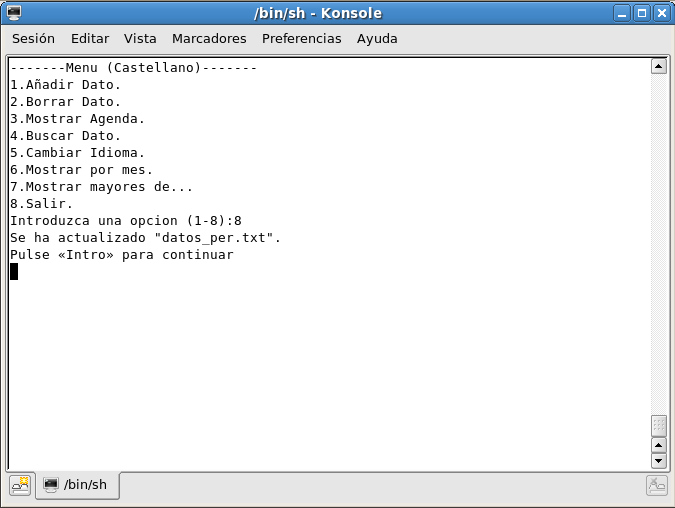 /bin/sh - Konsole
Sesión Editar Vista Marcadores Preferencias Ayuda
-------Menu (Castellano)-------
1.Añadir Dato.
2.Borrar Dato.
3.Mostrar Agenda.
4.Buscar Dato.
5.Cambiar Idioma.
6.Mostrar por mes.
7.Mostrar mayores de...
8.Salir.
Introduzca una opcion (1-8):8
Se ha actualizado "datos_per.txt".
Pulse «Intro» para continuar
/bin/sh